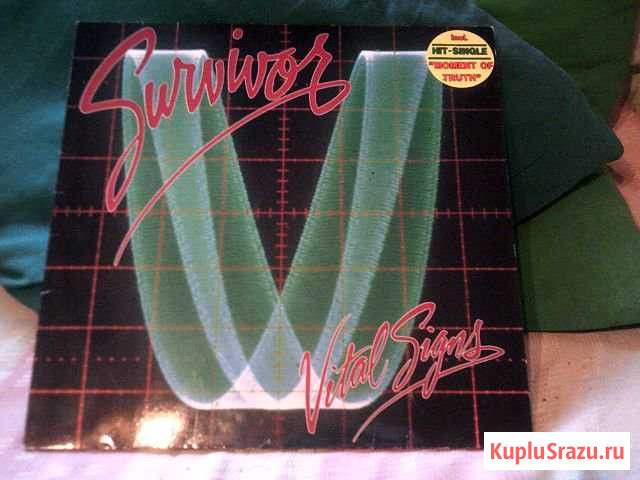 Survivor
incl.
HIT-SINGLE
"MOMENT OF
TRUTH"
Vital Signs
KupluSrazu.ru